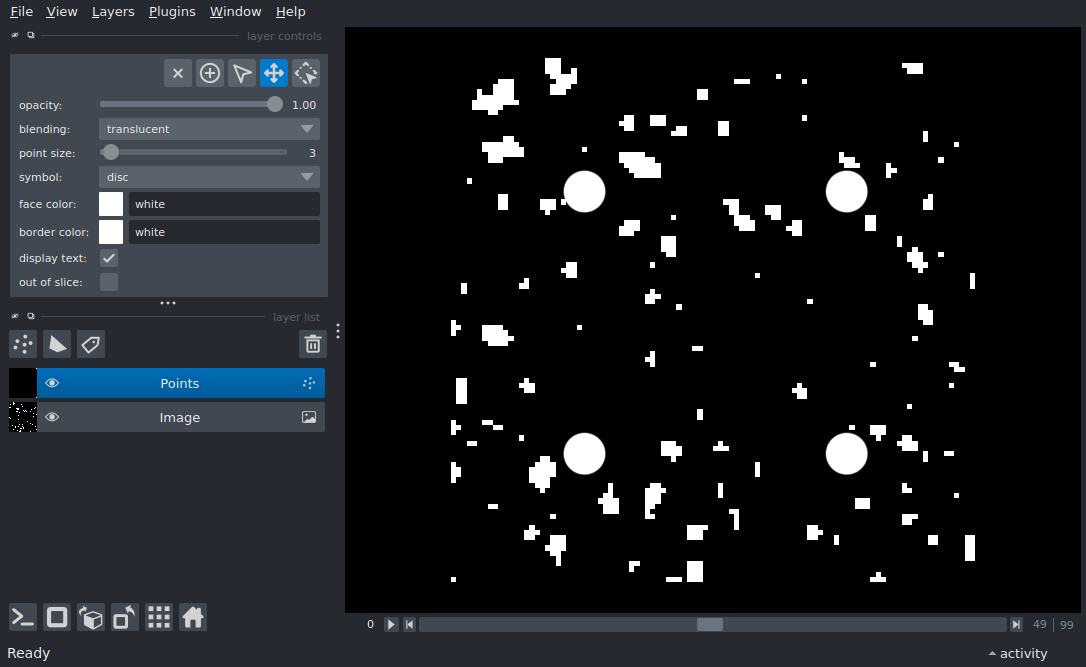 File View Layers Plugins Window Help
layer controls
opacity: 1.00
blending: translucent
point size: 3
symbol: disc
face color: white
border color: white
display text:
out of slice:
layer list
Points
Image
0 49 | 99
Ready activity